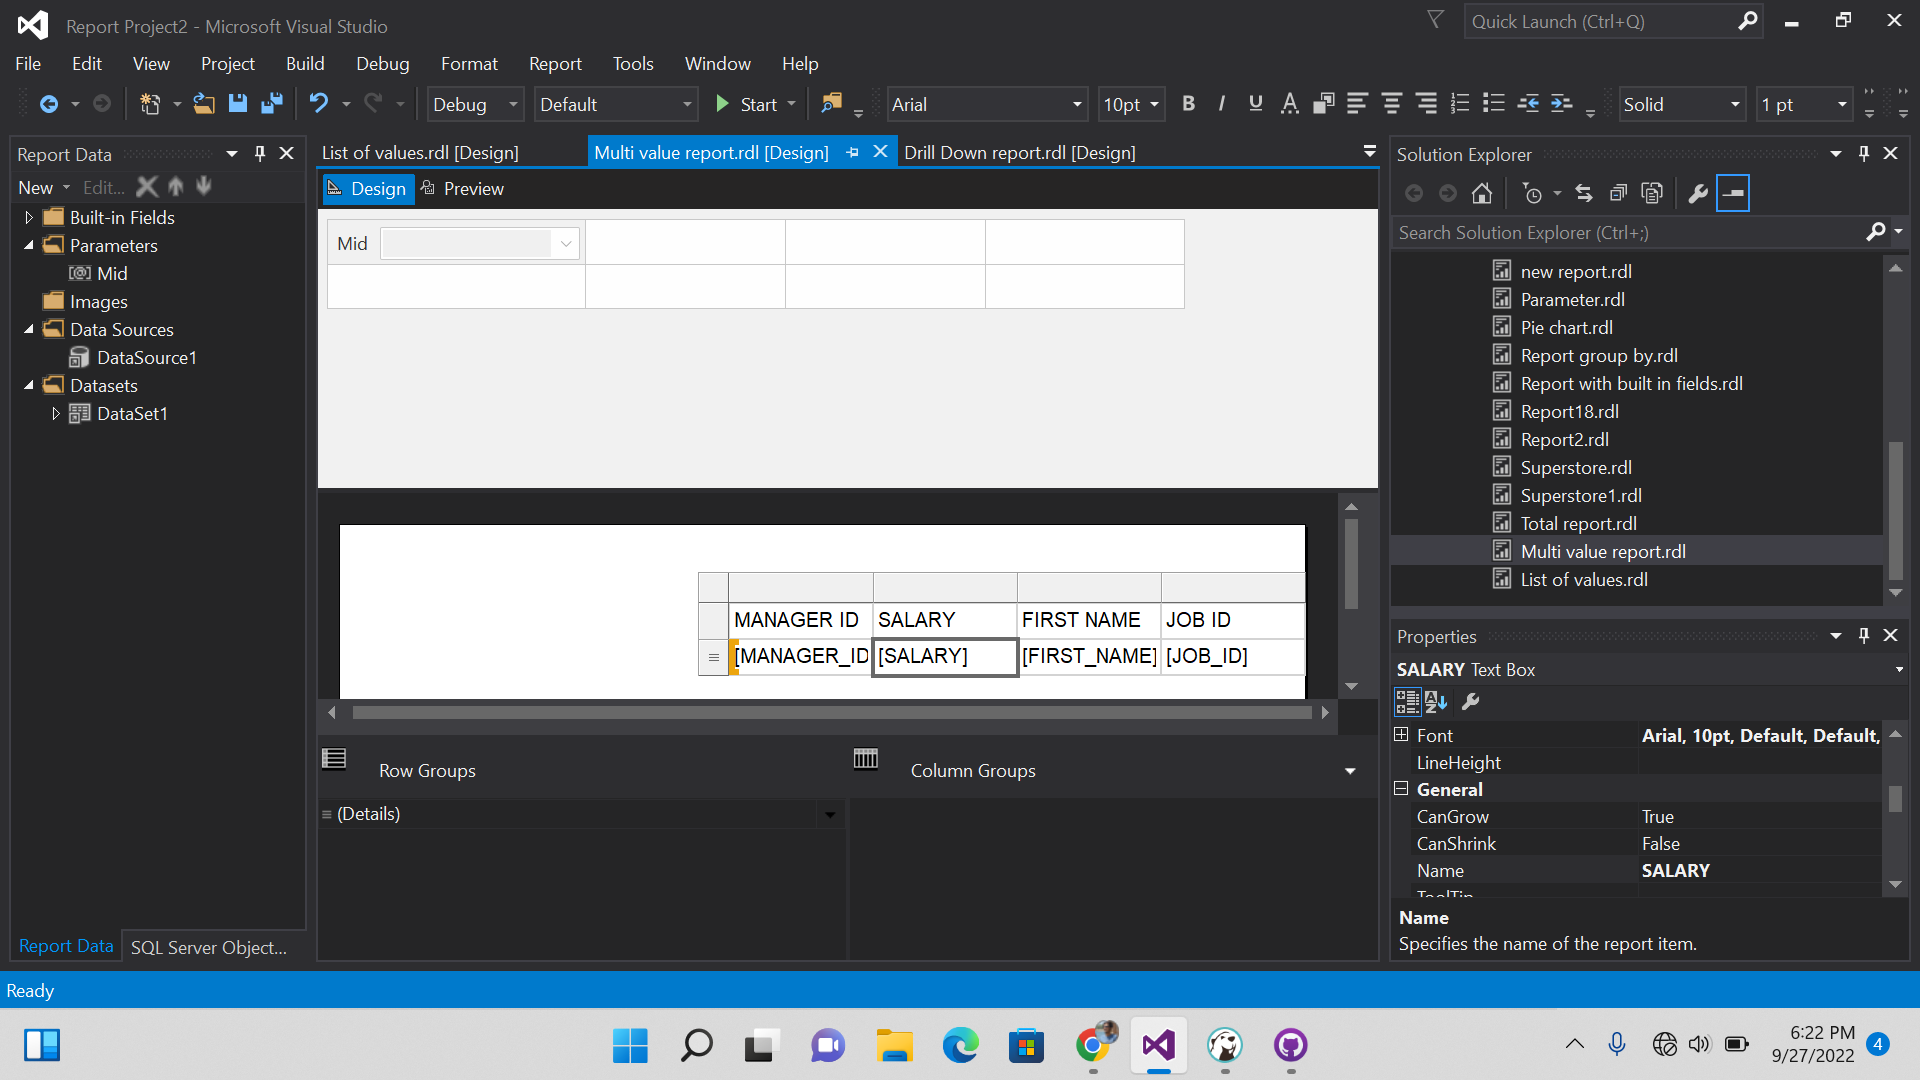 Report Project2 - Microsoft Visual Studio
Quick Launch (Ctrl+Q)
File Edit View Project Build Debug Format Report Tools Window Help
Debug Default Start Arial 10pt B I U A Solid 1 pt
Report Data
New Edit...
Built-in Fields
Parameters
Mid
Images
Data Sources
DataSource1
Datasets
DataSet1
Report Data SQL Server Object...
List of values.rdl [Design] Multi value report.rdl [Design] Drill Down report.rdl [Design]
Design Preview
Mid
MANAGER ID SALARY FIRST NAME JOB ID
[MANAGER_ID [SALARY] [FIRST_NAME] [JOB_ID]
Row Groups Column Groups
(Details)
Solution Explorer
Search Solution Explorer (Ctrl+;)
new report.rdl
Parameter.rdl
Pie chart.rdl
Report group by.rdl
Report with built in fields.rdl
Report18.rdl
Report2.rdl
Superstore.rdl
Superstore1.rdl
Total report.rdl
Multi value report.rdl
List of values.rdl
Properties
SALARY Text Box
Font Arial, 10pt, Default, Default,
LineHeight
General
CanGrow True
CanShrink False
Name SALARY
ToolTip
Name
Specifies the name of the report item.
Ready
6:22 PM
9/27/2022
4